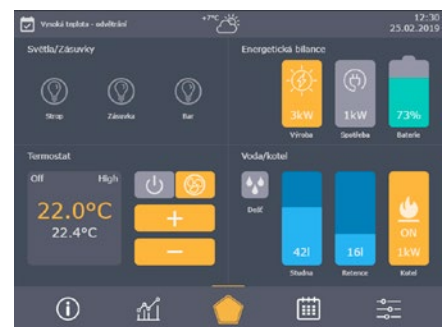 Vysoká teplota - odvětrání
+7°C
12:30
25.02.2019
Světla/Zásuvky
Strop
Zásuvka
Bar
Energetická bilance
3kW
1kW
73%
Výroba
Spotřeba
Baterie
Termostat
Off
High
22.0°C
22.4°C
+
−
Voda/kotel
Déšť
42l
16l
ON
1kW
Studna
Retence
Kotel